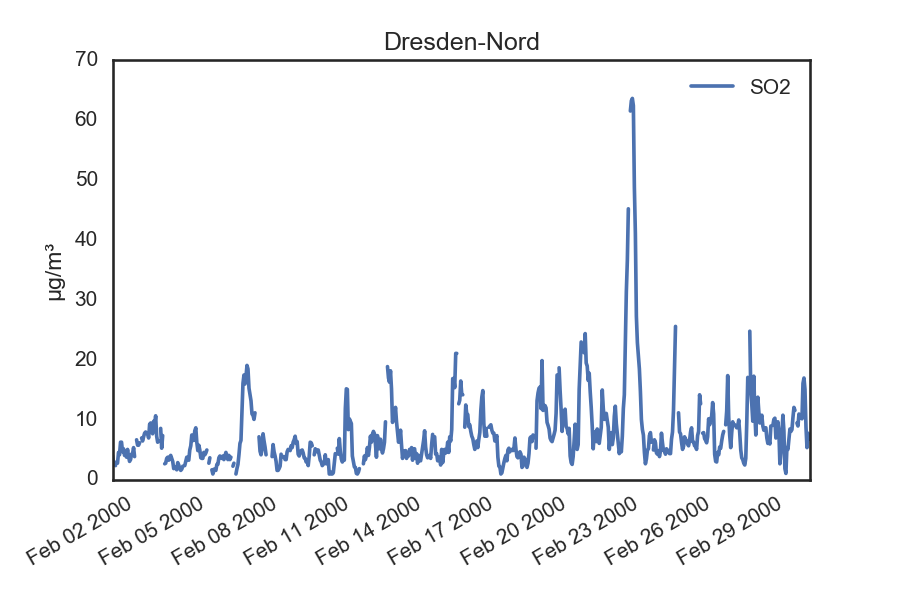 Dresden-Nord
70
60
50
40
30
20
10
0
µg/m³
SO2
Feb 02 2000
Feb 05 2000
Feb 08 2000
Feb 11 2000
Feb 14 2000
Feb 17 2000
Feb 20 2000
Feb 23 2000
Feb 26 2000
Feb 29 2000